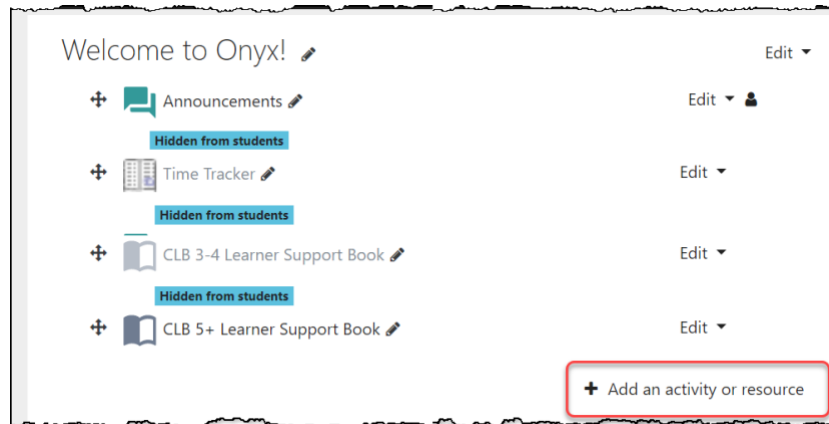 Welcome to Onyx! Edit
Announcements Edit
Hidden from students
Time Tracker Edit
Hidden from students
CLB 3-4 Learner Support Book Edit
Hidden from students
CLB 5+ Learner Support Book Edit
+ Add an activity or resource